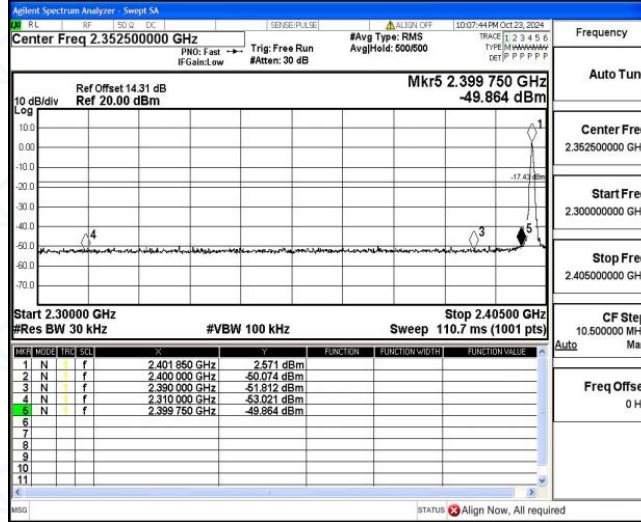 Agilent Spectrum Analyzer - Swept SA
RL RF 50 Ω DC SENSE:PULSE ALIGN OFF 10:07:44 PM Oct 23, 2024
Center Freq 2.352500000 GHz
PNO: Fast Trig: Free Run
IFGain:Low #Atten: 30 dB
#Avg Type: RMS
Avg|Hold: 500/500
TRACE 1 2 3 4 5 6
TYPE M
DET P P P P P P
Ref Offset 14.31 dB
10 dB/div Ref 20.00 dBm
Log
Mkr5 2.399 750 GHz
-49.864 dBm
10.0
0.00
-10.0
-20.0
-30.0
-40.0
-50.0
-60.0
-70.0
1
-17.43 dBm
4
3
5
Start 2.30000 GHz Stop 2.40500 GHz
#Res BW 30 kHz #VBW 100 kHz Sweep 110.7 ms (1001 pts)
MKR MODE TRC SCL X Y FUNCTION FUNCTION WIDTH FUNCTION VALUE
1 N 1 f 2.401 850 GHz 2.571 dBm
2 N 1 f 2.400 000 GHz -50.074 dBm
3 N 1 f 2.390 000 GHz -51.812 dBm
4 N 1 f 2.310 000 GHz -53.021 dBm
5 N 1 f 2.399 750 GHz -49.864 dBm
6
7
8
9
10
11
MSG STATUS Align Now, All required
Frequency
Auto Tun
Center Fre
2.352500000 GH
Start Fre
2.300000000 GH
Stop Fre
2.405000000 GH
CF Ste
10.500000 MH
Auto Ma
Freq Offse
0 H